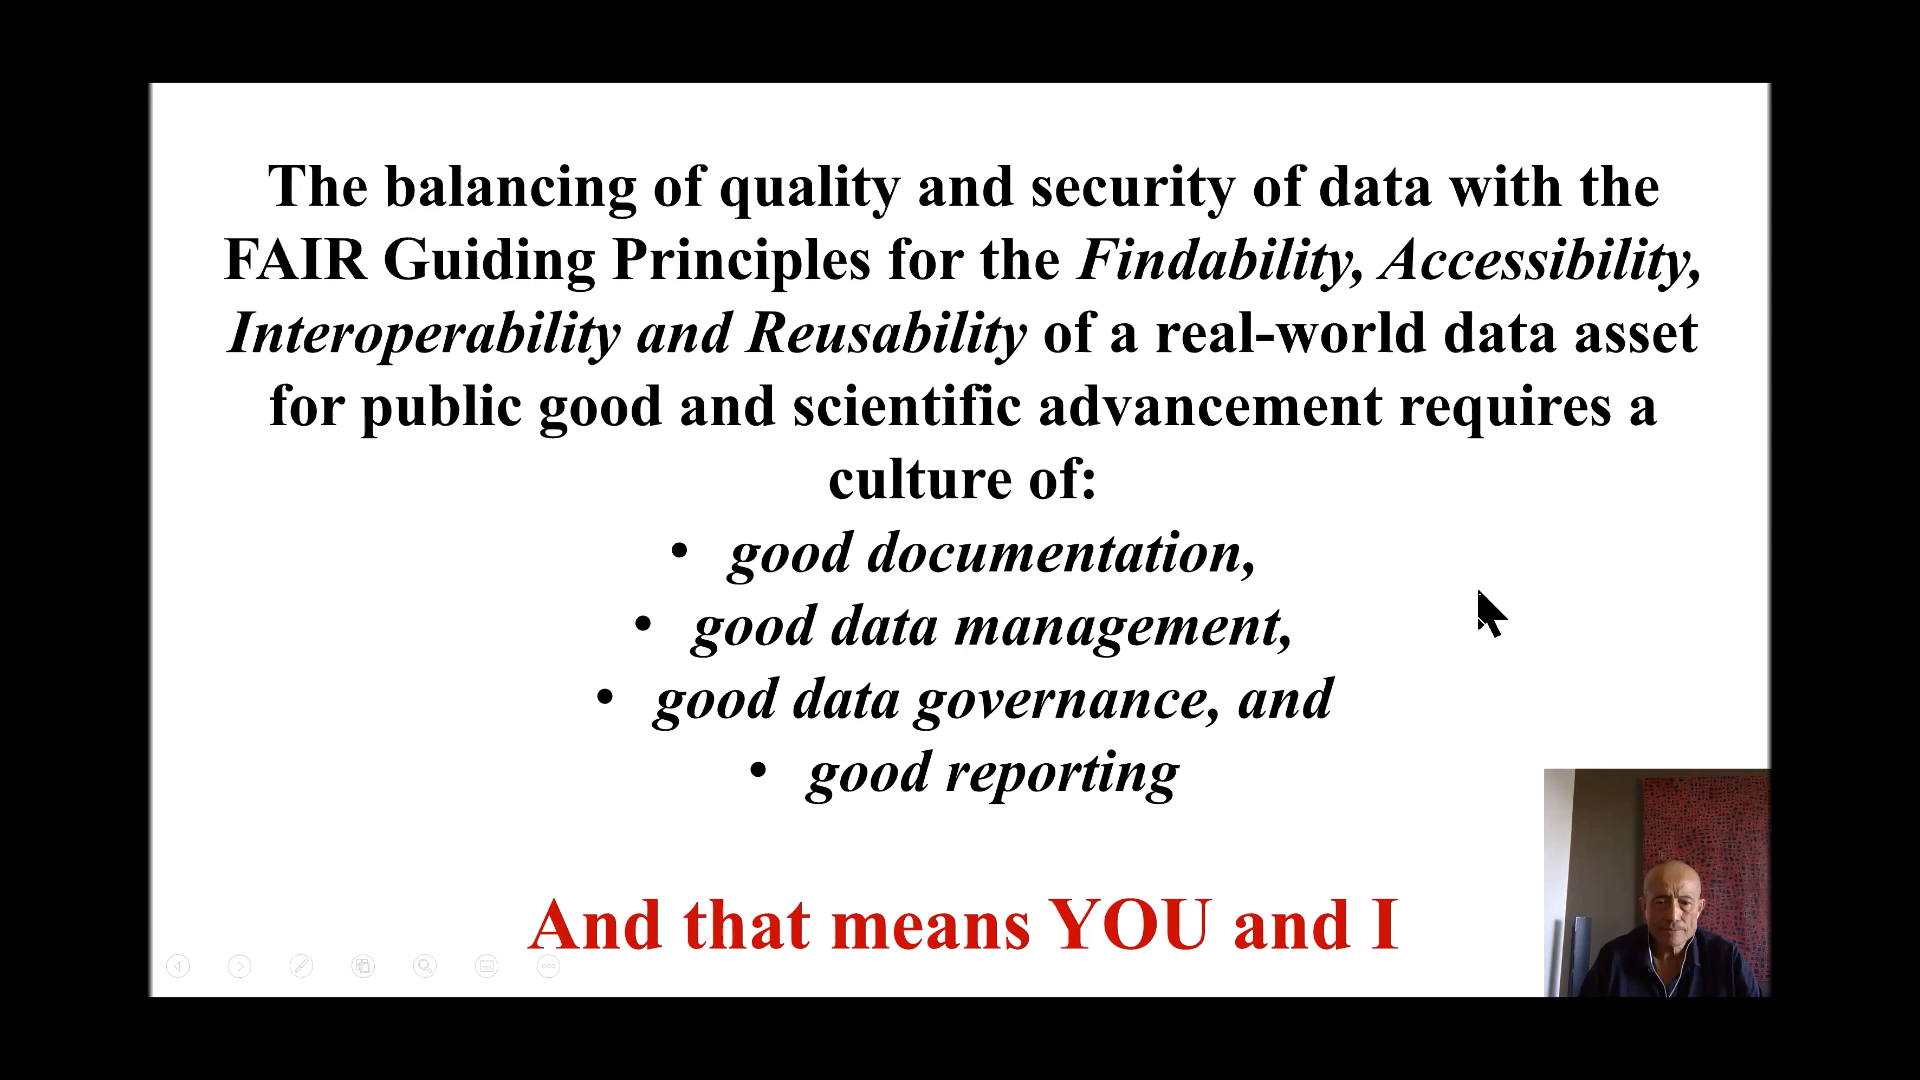 The balancing of quality and security of data with the
FAIR Guiding Principles for the Findability, Accessibility,
Interoperability and Reusability of a real-world data asset
for public good and scientific advancement requires a
culture of:
• good documentation,
• good data management,
• good data governance, and
• good reporting
And that means YOU and I